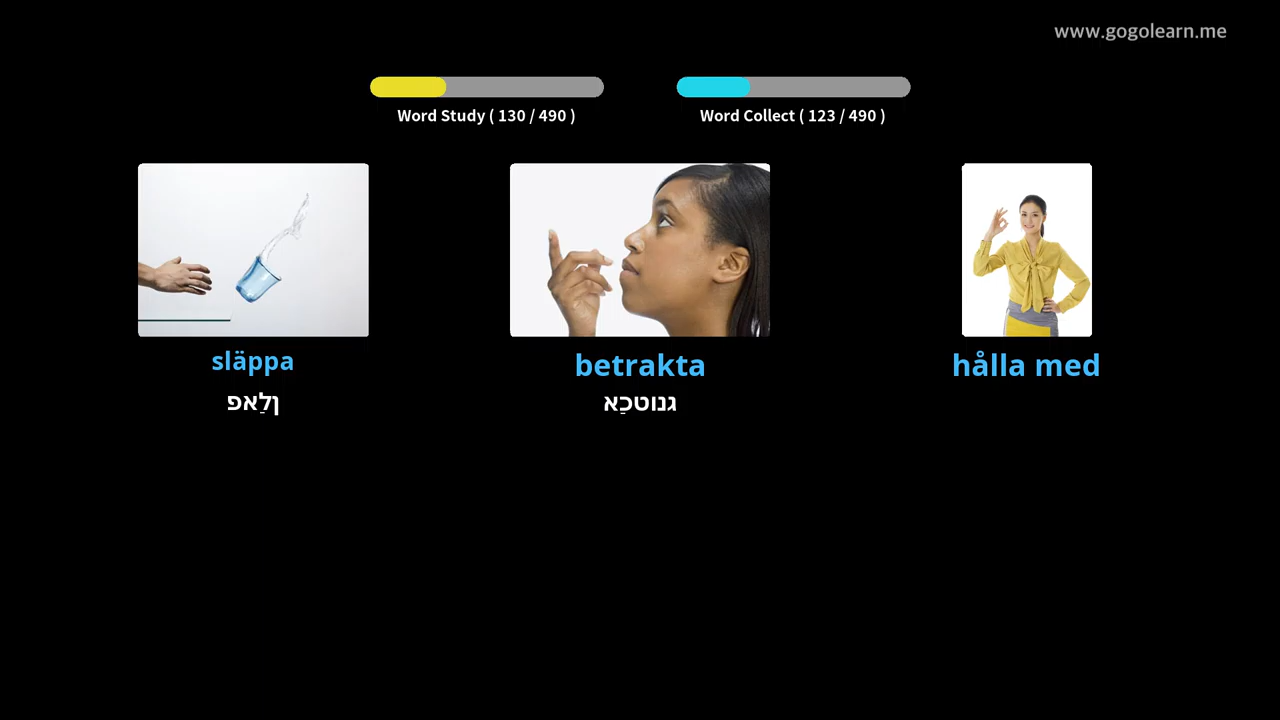 www.gogolearn.me
Word Study ( 130 / 490 )
Word Collect ( 123 / 490 )
släppa
betrakta
hålla med
ןלַאפ
גנוטכַא